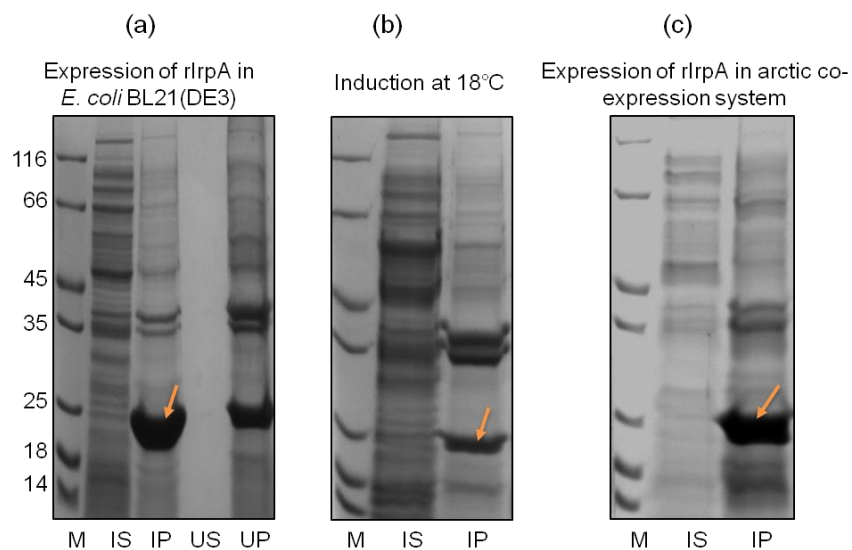 (a)
(b)
(c)
Expression of rIrpA in
E. coli BL21(DE3)
Induction at 18°C
Expression of rIrpA in arctic co-
expression system
116
66
45
35
25
18
14
M IS IP US UP
M IS IP
M IS IP